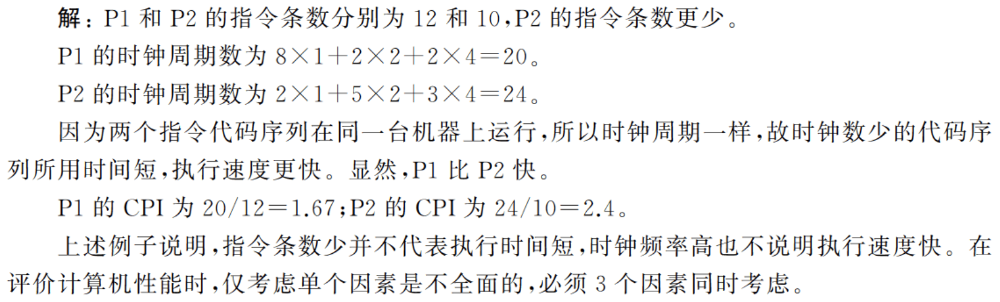 解：P1 和 P2 的指令条数分别为 12 和 10,P2 的指令条数更少。
P1 的时钟周期数为 8×1+2×2+2×4=20。
P2 的时钟周期数为 2×1+5×2+3×4=24。
因为两个指令代码序列在同一台机器上运行,所以时钟周期一样,故时钟数少的代码序
列所用时间短,执行速度更快。显然,P1 比 P2 快。
P1 的 CPI 为 20/12=1.67;P2 的 CPI 为 24/10=2.4。
上述例子说明,指令条数少并不代表执行时间短,时钟频率高也不说明执行速度快。在
评价计算机性能时,仅考虑单个因素是不全面的,必须 3 个因素同时考虑。